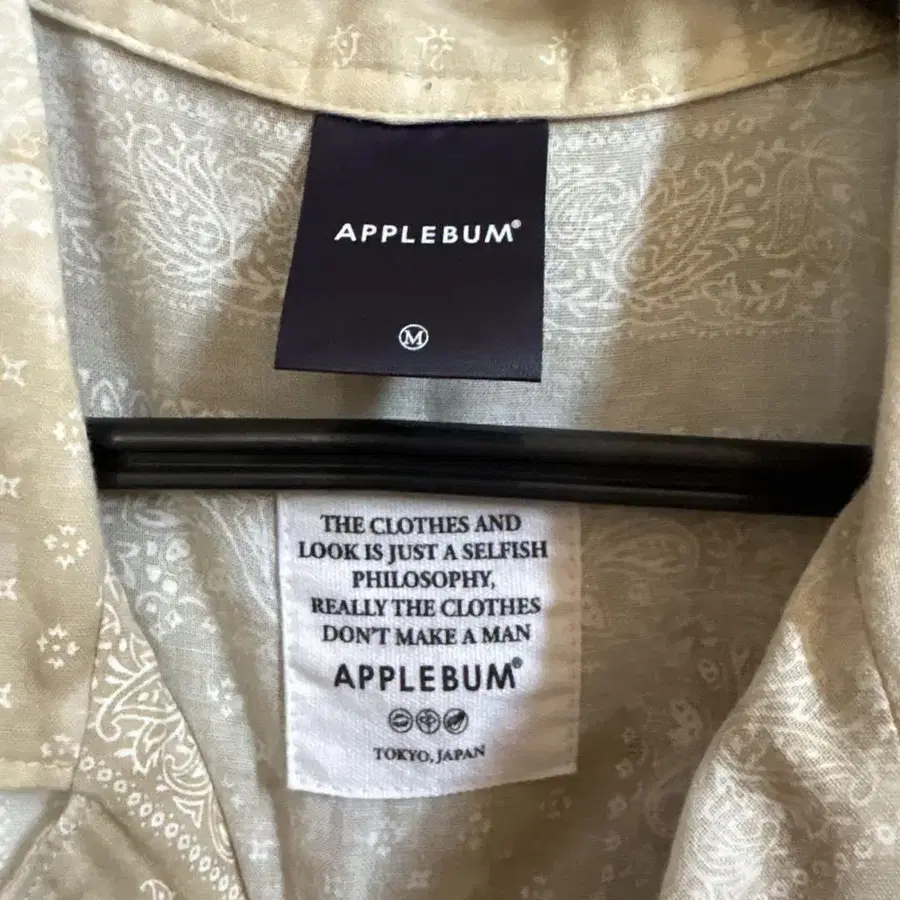 APPLEBUM®
M
THE CLOTHES AND
LOOK IS JUST A SELFISH
PHILOSOPHY,
REALLY THE CLOTHES
DON'T MAKE A MAN
APPLEBUM®
TOKYO, JAPAN